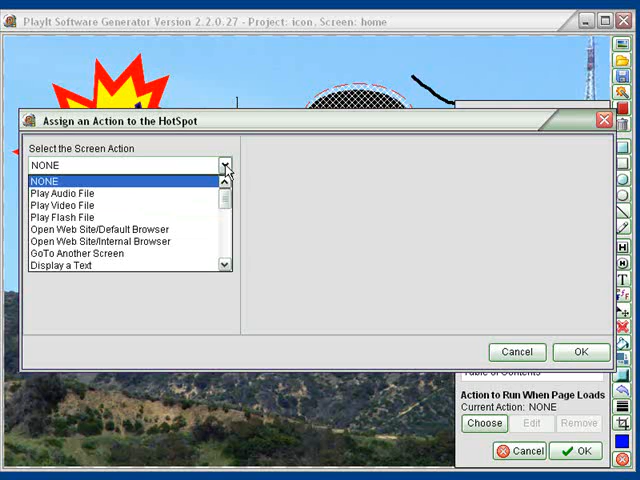 PlayIt Software Generator Version 2.2.0.27 - Project: icon, Screen: home
Assign an Action to the HotSpot
Select the Screen Action
NONE
NONE
Play Audio File
Play Video File
Play Flash File
Open Web Site/Default Browser
Open Web Site/Internal Browser
GoTo Another Screen
Display a Text
Cancel
OK
Table of Contents
Action to Run When Page Loads
Current Action: NONE
Choose
Edit
Remove
Cancel
OK